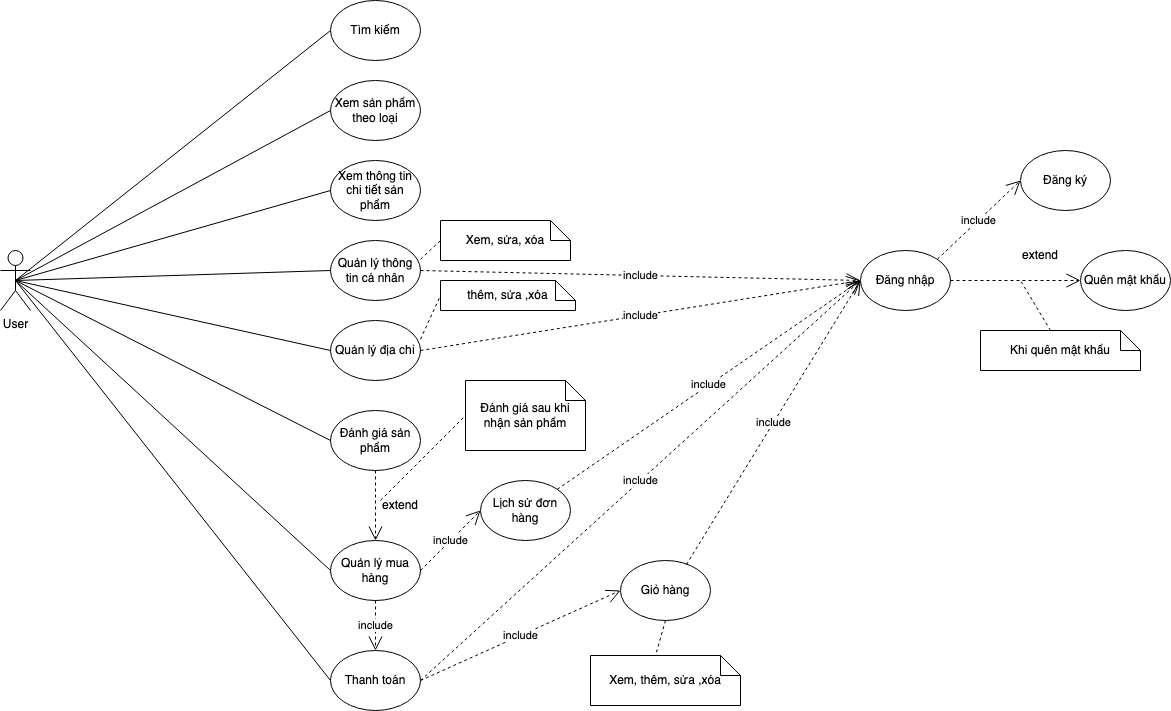 Tìm kiếm
Xem sản phẩm
theo loại
Xem thông tin
chi tiết sản
phẩm
Đăng ký
include
Xem, sửa, xóa
Quản lý thông
tin cá nhân
include
extend
Đăng nhập
Quên mật khẩu
thêm, sửa ,xóa
User
include
Quản lý địa chỉ
Khi quên mật khẩu
include
Đánh giá sau khi
nhận sản phẩm
include
Đánh giá sản
phẩm
include
extend
Lịch sử đơn
hàng
include
Quản lý mua
hàng
Giỏ hàng
include
include
Thanh toán
Xem, thêm, sửa ,xóa